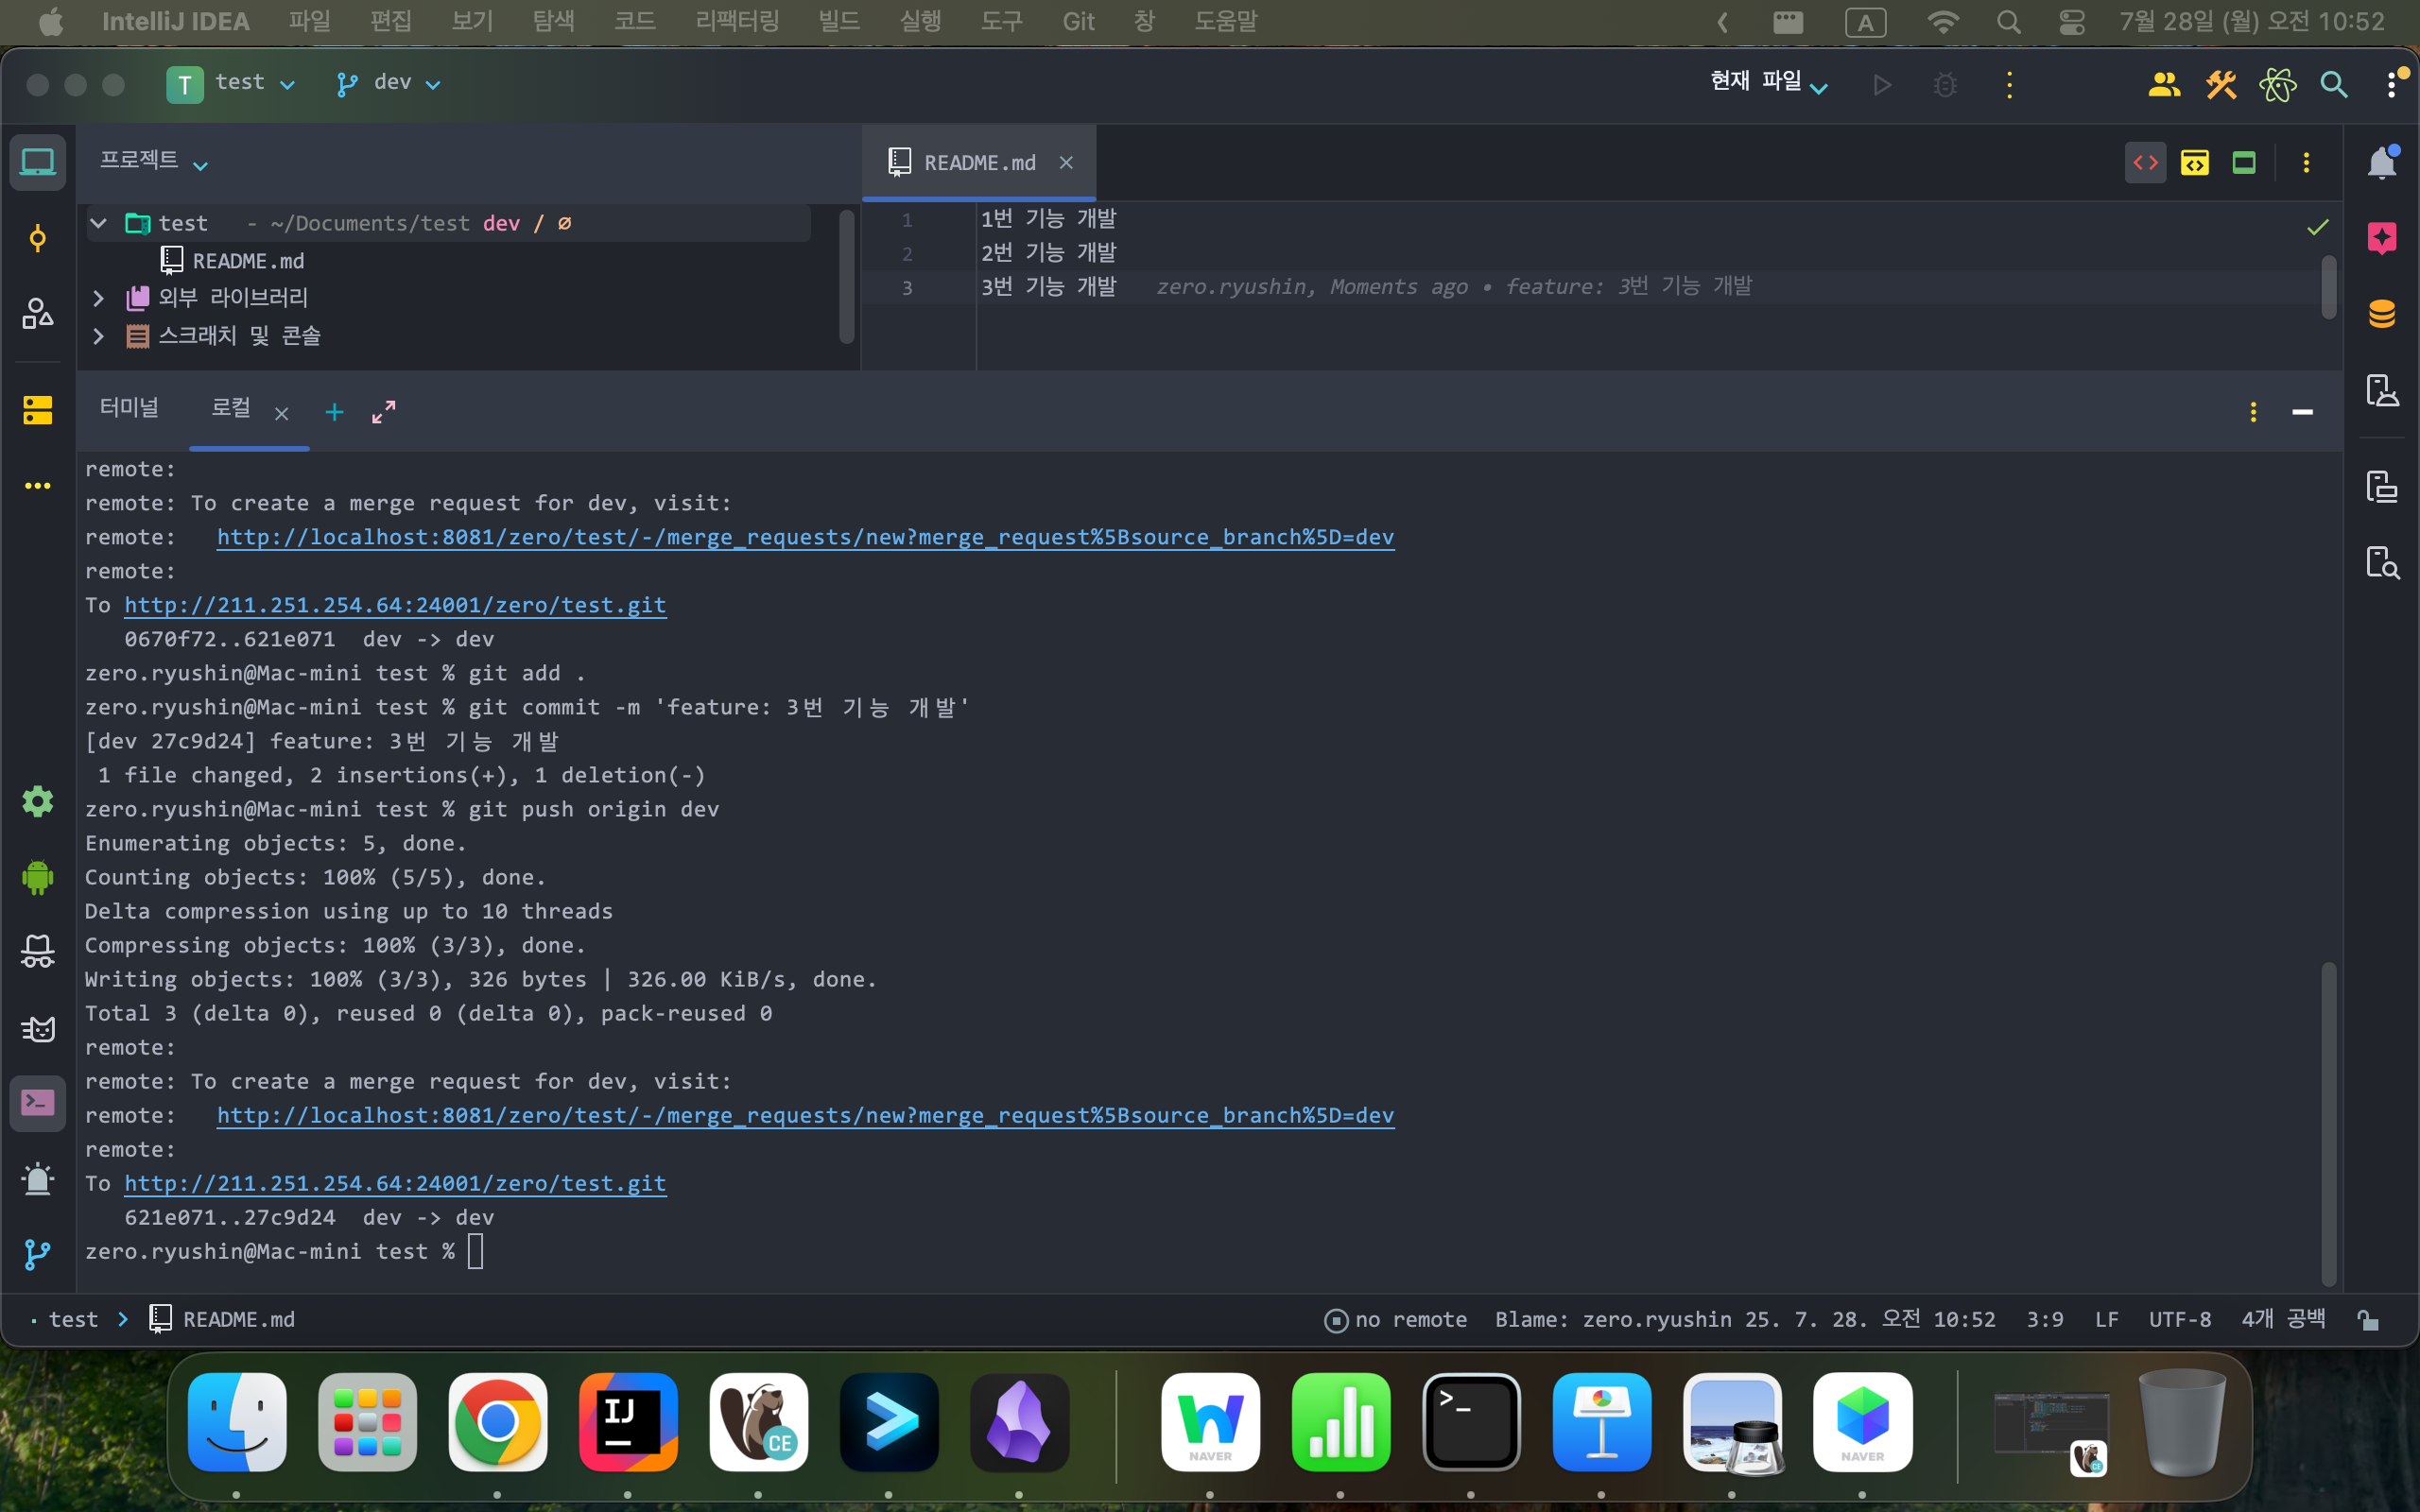 IntelliJ IDEA 파일 편집 보기 탐색 코드 리팩터링 빌드 실행 도구 Git 창 도움말 A 7월 28일 (월) 오전 10:52
T test dev 현재 파일
프로젝트 README.md
test - ~/Documents/test dev / ∅
README.md
외부 라이브러리
스크래치 및 콘솔
1 1번 기능 개발
2 2번 기능 개발
3 3번 기능 개발 zero.ryushin, Moments ago • feature: 3번 기능 개발
터미널 로컬
remote:
remote: To create a merge request for dev, visit:
remote:   http://localhost:8081/zero/test/-/merge_requests/new?merge_request%5Bsource_branch%5D=dev
remote:
To http://211.251.254.64:24001/zero/test.git
   0670f72..621e071  dev -> dev
zero.ryushin@Mac-mini test % git add .
zero.ryushin@Mac-mini test % git commit -m 'feature: 3번 기능 개발'
[dev 27c9d24] feature: 3번 기능 개발
 1 file changed, 2 insertions(+), 1 deletion(-)
zero.ryushin@Mac-mini test % git push origin dev
Enumerating objects: 5, done.
Counting objects: 100% (5/5), done.
Delta compression using up to 10 threads
Compressing objects: 100% (3/3), done.
Writing objects: 100% (3/3), 326 bytes | 326.00 KiB/s, done.
Total 3 (delta 0), reused 0 (delta 0), pack-reused 0
remote:
remote: To create a merge request for dev, visit:
remote:   http://localhost:8081/zero/test/-/merge_requests/new?merge_request%5Bsource_branch%5D=dev
remote:
To http://211.251.254.64:24001/zero/test.git
   621e071..27c9d24  dev -> dev
zero.ryushin@Mac-mini test %
test README.md no remote Blame: zero.ryushin 25. 7. 28. 오전 10:52 3:9 LF UTF-8 4개 공백
IJ CE NAVER NAVER CE